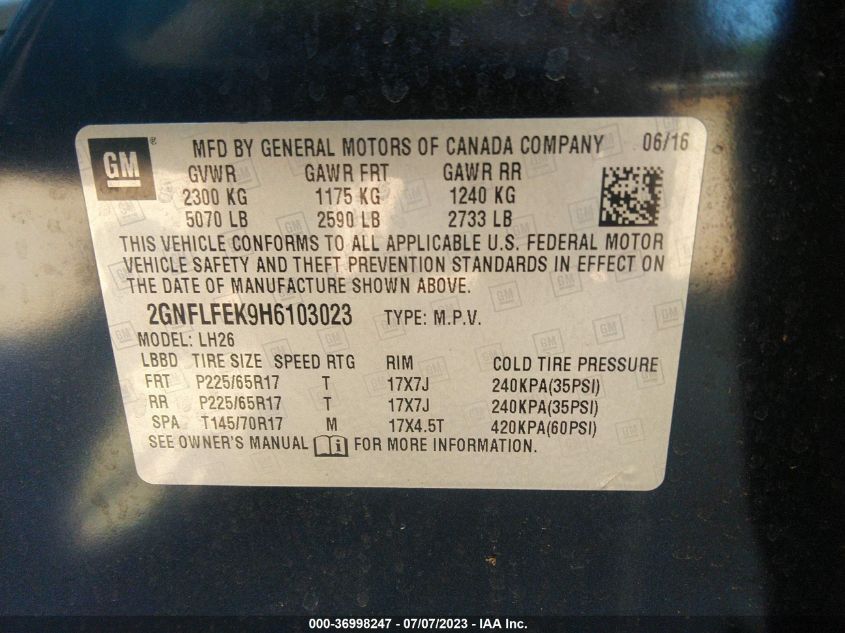 GM ® MFD BY GENERAL MOTORS OF CANADA COMPANY 06/16
GVWR GAWR FRT GAWR RR
2300 KG 1175 KG 1240 KG
5070 LB 2590 LB 2733 LB
THIS VEHICLE CONFORMS TO ALL APPLICABLE U.S. FEDERAL MOTOR
VEHICLE SAFETY AND THEFT PREVENTION STANDARDS IN EFFECT ON
THE DATE OF MANUFACTURE SHOWN ABOVE.
2GNFLFEK9H6103023 TYPE: M.P.V.
MODEL: LH26
LBBD TIRE SIZE SPEED RTG RIM COLD TIRE PRESSURE
FRT P225/65R17 T 17X7J 240KPA(35PSI)
RR P225/65R17 T 17X7J 240KPA(35PSI)
SPA T145/70R17 M 17X4.5T 420KPA(60PSI)
SEE OWNER'S MANUAL i FOR MORE INFORMATION.
000-36998247 / 07/07/2023 - IAA Inc.